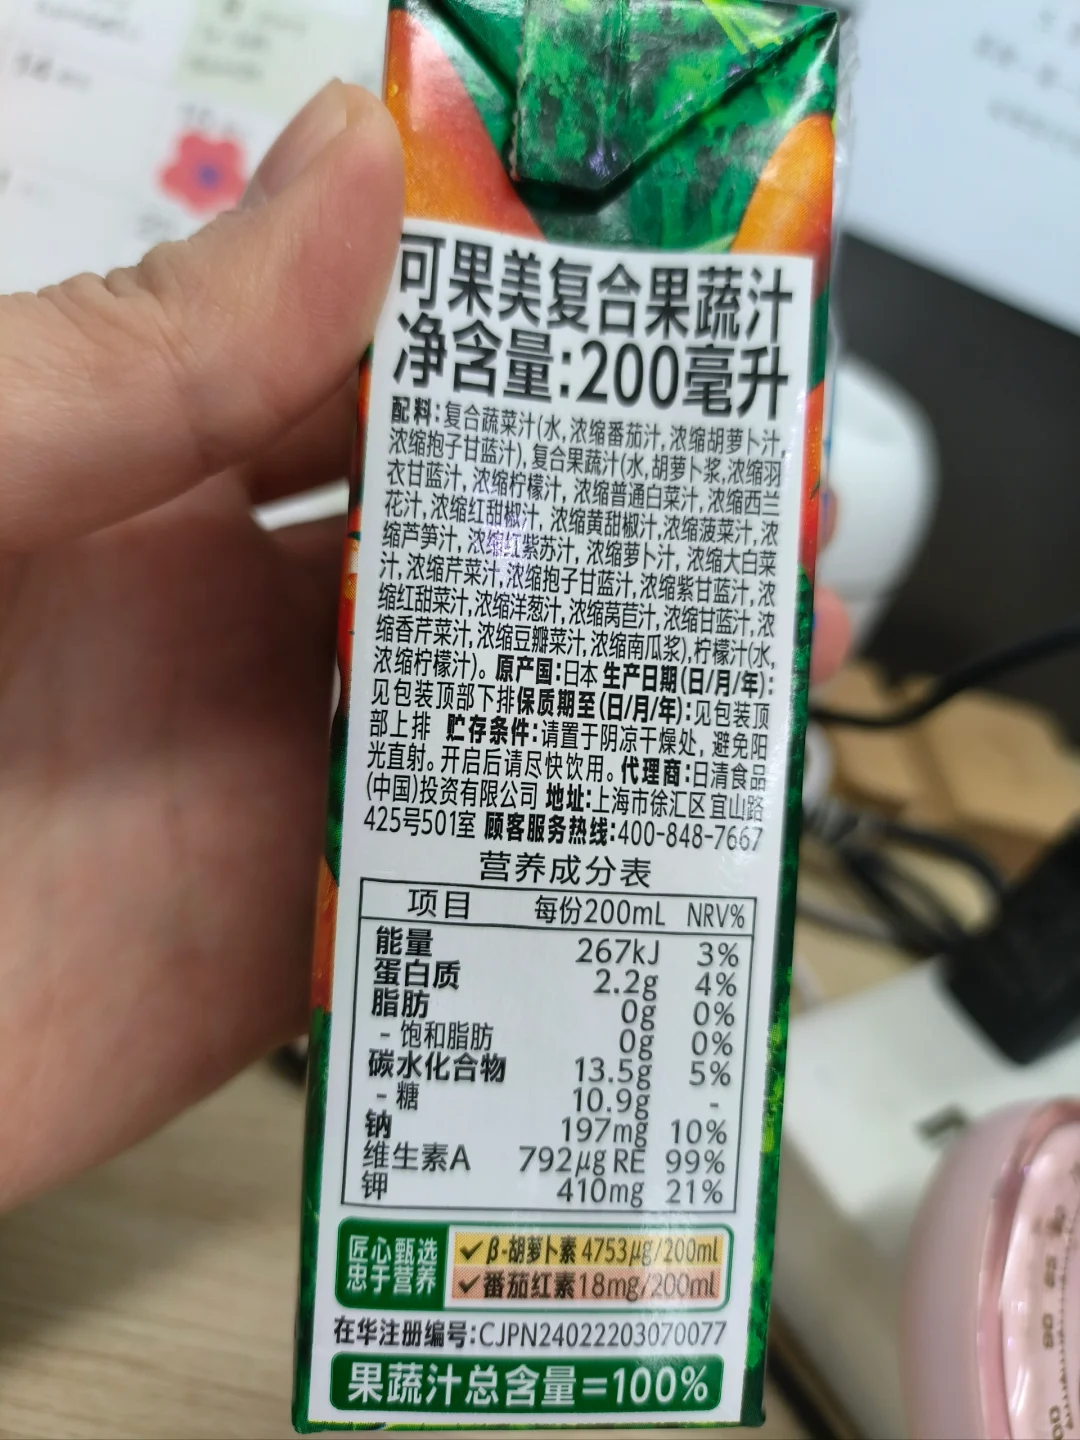 可果美复合果蔬汁
净含量:200毫升
配料:复合蔬菜汁(水,浓缩番茄汁,浓缩胡萝卜汁,
浓缩抱子甘蓝汁),复合果蔬汁(水,胡萝卜浆,浓缩羽
衣甘蓝汁,浓缩柠檬汁,浓缩普通白菜汁,浓缩西兰
花汁,浓缩红甜椒汁,浓缩黄甜椒汁,浓缩菠菜汁,浓
缩芦笋汁,浓缩红紫苏汁,浓缩萝卜汁,浓缩大白菜
汁,浓缩芹菜汁,浓缩抱子甘蓝汁,浓缩紫甘蓝汁,浓
缩红甜菜汁,浓缩洋葱汁,浓缩莴苣汁,浓缩甘蓝汁,浓
缩香芹菜汁,浓缩豆瓣菜汁,浓缩南瓜浆),柠檬汁(水,
浓缩柠檬汁)。原产国:日本 生产日期(日/月/年):
见包装顶部下排保质期至(日/月/年):见包装顶
部上排 贮存条件:请置于阴凉干燥处,避免阳
光直射。开启后请尽快饮用。代理商:日清食品
(中国)投资有限公司 地址:上海市徐汇区宜山路
425号501室 顾客服务热线:400-848-7667
营养成分表
项目 每份200mL NRV%
能量 267kJ 3%
蛋白质 2.2g 4%
脂肪 0g 0%
-饱和脂肪 0g 0%
碳水化合物 13.5g 5%
-糖 10.9g -
钠 197mg 10%
维生素A 792μg RE 99%
钾 410mg 21%
匠心甄选 ✓β-胡萝卜素 4753μg/200ml
忠于营养 ✓番茄红素18mg/200ml
在华注册编号:CJPN24022203070077
果蔬汁总含量=100%